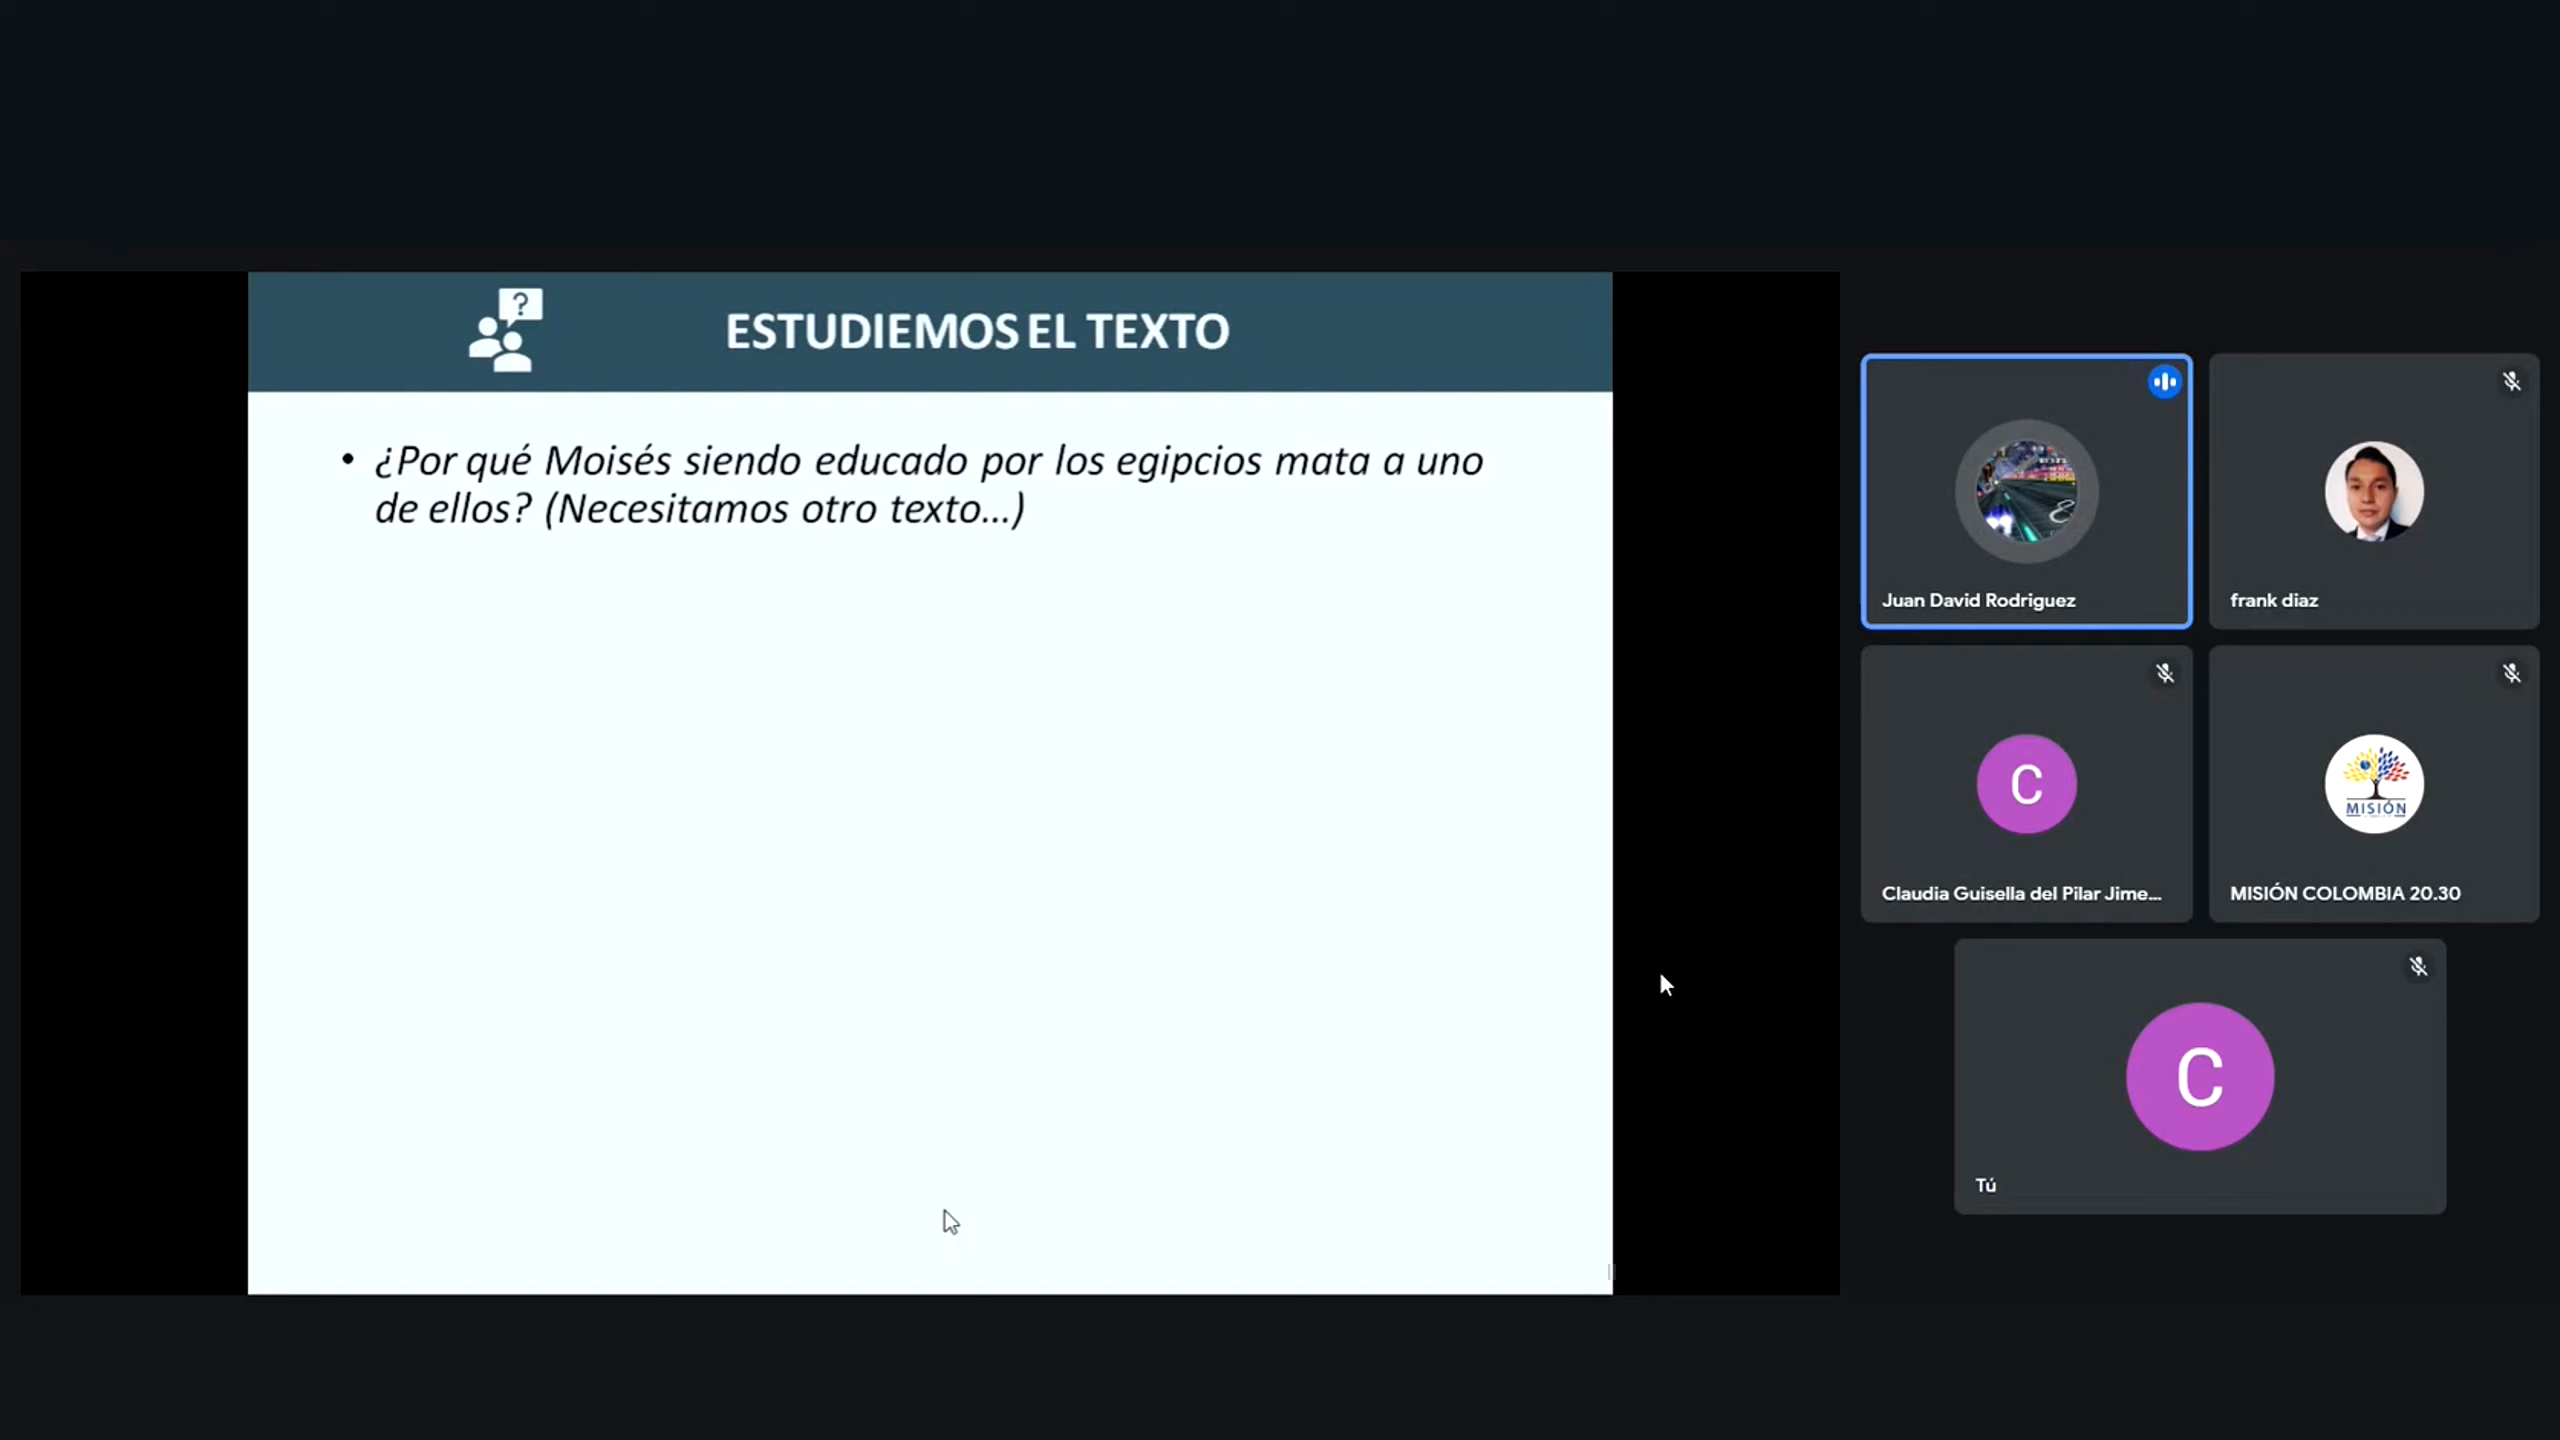 ESTUDIEMOS EL TEXTO
• ¿Por qué Moisés siendo educado por los egipcios mata a uno
de ellos? (Necesitamos otro texto...)
Juan David Rodriguez
frank diaz
C
Claudia Guisella del Pilar Jime...
MISIÓN
MISIÓN COLOMBIA 20.30
C
Tú